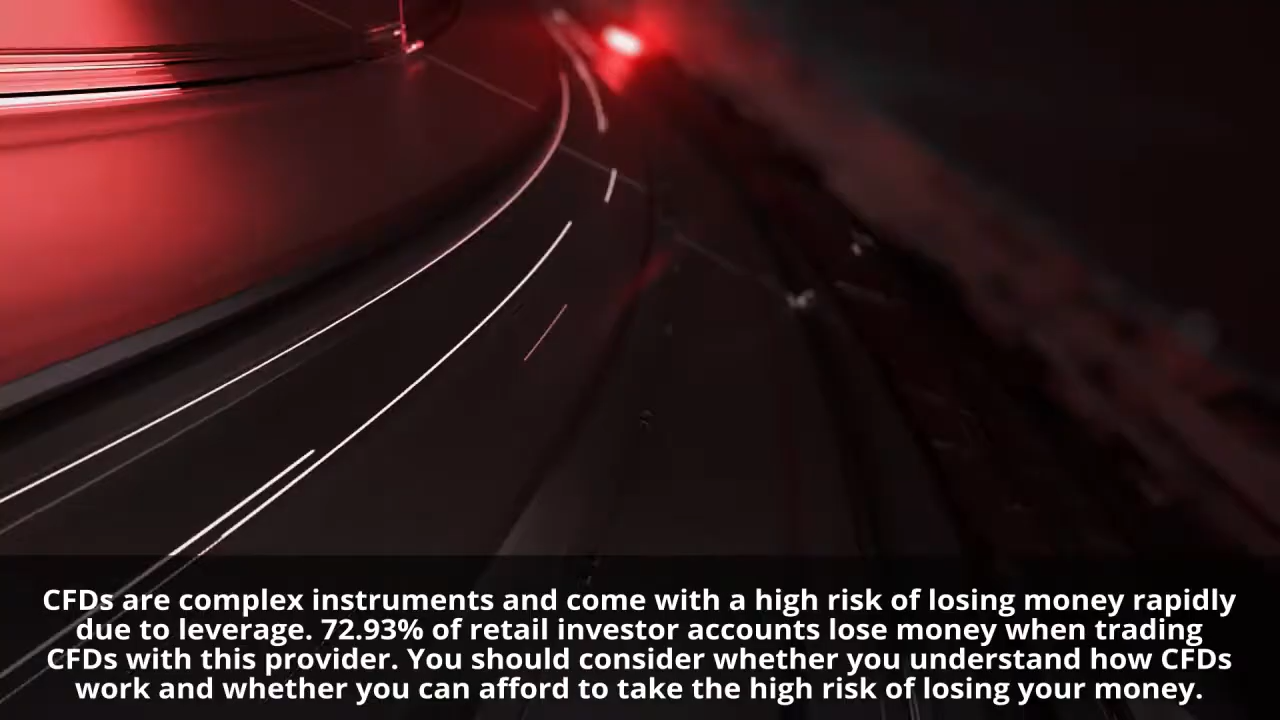 CFDs are complex instruments and come with a high risk of losing money rapidly
due to leverage. 72.93% of retail investor accounts lose money when trading
CFDs with this provider. You should consider whether you understand how CFDs
work and whether you can afford to take the high risk of losing your money.